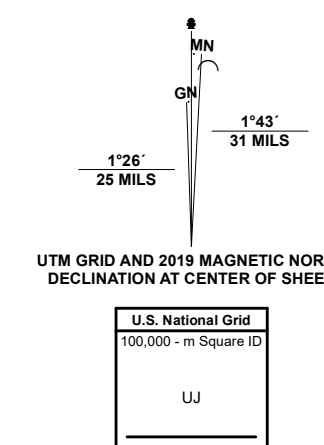 MN
GN
1°43´
31 MILS
1°26´
25 MILS
UTM GRID AND 2019 MAGNETIC NOR
DECLINATION AT CENTER OF SHEE
U.S. National Grid
100,000 - m Square ID
UJ